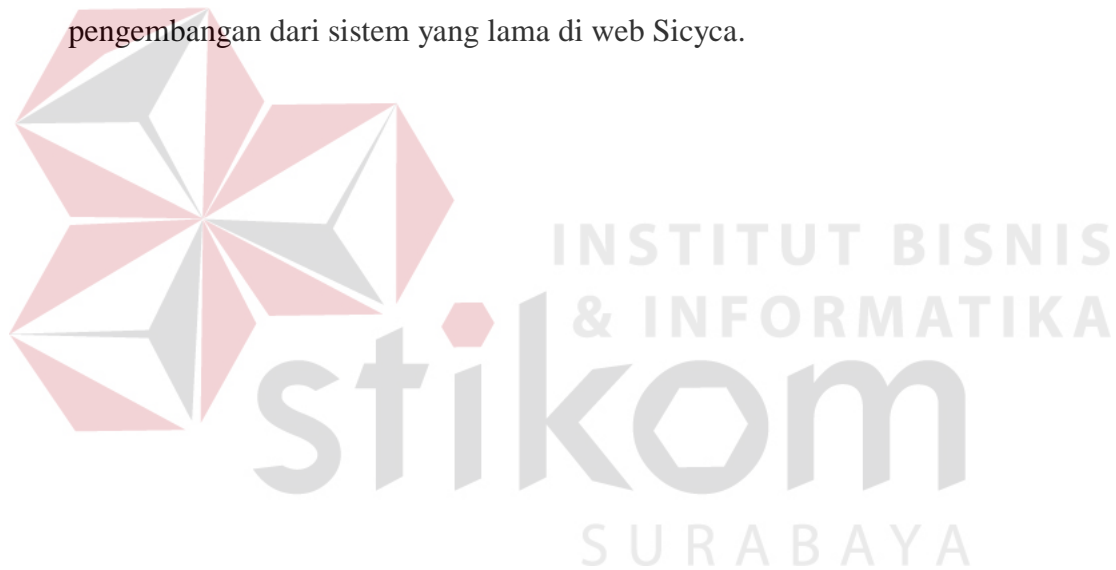 pengembangan dari sistem yang lama di web Sicyca.
INSTITUT BISNIS
& INFORMATIKA
stikom
SURABAYA